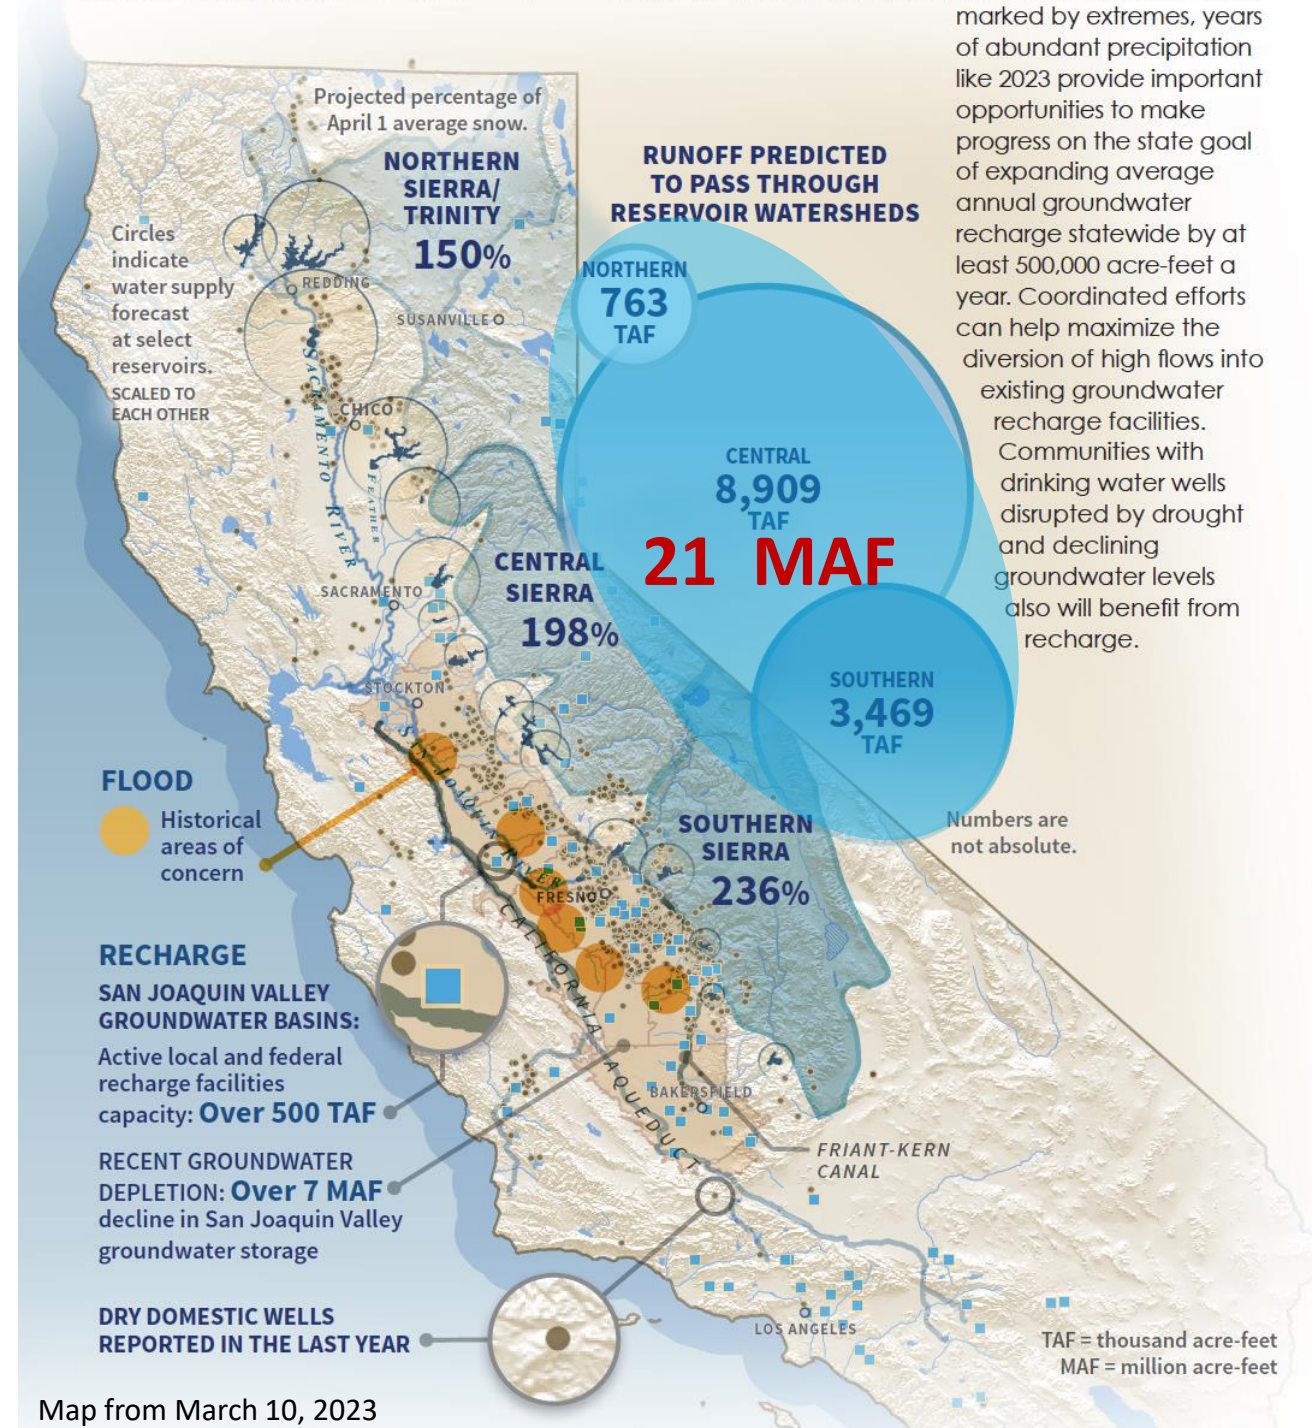 marked by extremes, years
of abundant precipitation
like 2023 provide important
opportunities to make
progress on the state goal
of expanding average
annual groundwater
recharge statewide by at
least 500,000 acre-feet a
year. Coordinated efforts
can help maximize the
diversion of high flows into
existing groundwater
recharge facilities.
Communities with
drinking water wells
disrupted by drought
and declining
groundwater levels
also will benefit from
recharge.
Projected percentage of
April 1 average snow.
NORTHERN
SIERRA/
TRINITY
150%
RUNOFF PREDICTED
TO PASS THROUGH
RESERVOIR WATERSHEDS
Circles
indicate
water supply
forecast
at select
reservoirs.
SCALED TO
EACH OTHER
NORTHERN
763
TAF
REDDING
SUSANVILLE
SACRAMENTO RIVER
CHICO
FEATHER
CENTRAL
8,909
TAF
21 MAF
CENTRAL
SIERRA
198%
SACRAMENTO
STOCKTON
SOUTHERN
3,469
TAF
SAN JOAQUIN RIVER
FLOOD
Historical
areas of
concern
Numbers are
not absolute.
SOUTHERN
SIERRA
236%
FRESNO
CALIFORNIA AQUEDUCT
RECHARGE
SAN JOAQUIN VALLEY
GROUNDWATER BASINS:
Active local and federal
recharge facilities
capacity: Over 500 TAF
BAKERSFIELD
FRIANT-KERN
CANAL
RECENT GROUNDWATER
DEPLETION: Over 7 MAF
decline in San Joaquin Valley
groundwater storage
DRY DOMESTIC WELLS
REPORTED IN THE LAST YEAR
LOS ANGELES
TAF = thousand acre-feet
MAF = million acre-feet
Map from March 10, 2023